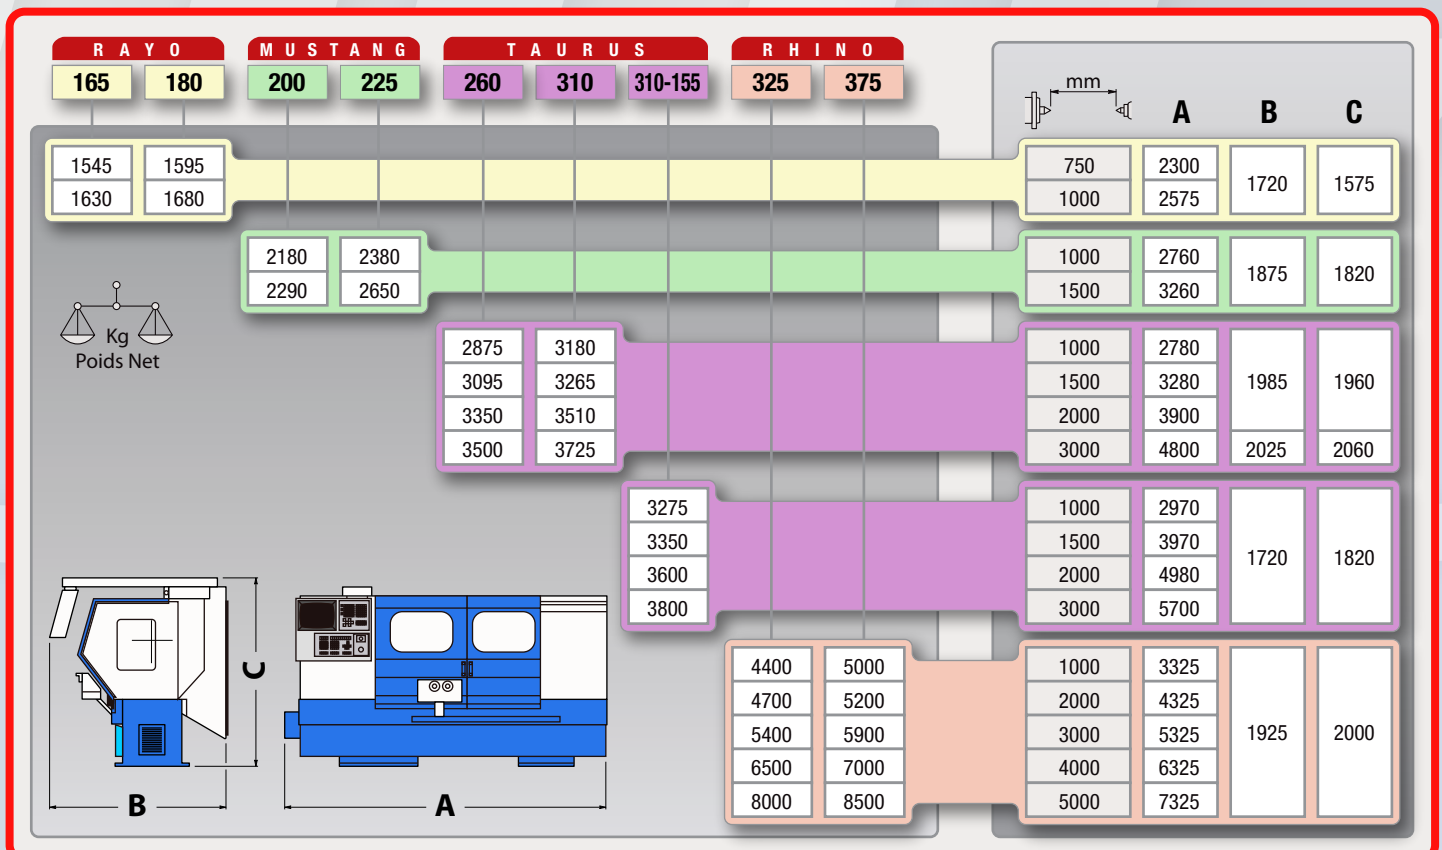 RAYO MUSTANG TAURUS RHINO
165 180 200 225 260 310 310-155 325 375
mm
A B C
1545 1595 750 2300 1720 1575
1630 1680 1000 2575
2180 2380 1000 2760 1875 1820
2290 2650 1500 3260
Kg
Poids Net
2875 3180 1000 2780 1985 1960
3095 3265 1500 3280
3350 3510 2000 3900
3500 3725 3000 4800 2025 2060
3275 1000 2970 1720 1820
3350 1500 3970
3600 2000 4980
3800 3000 5700
4400 5000 1000 3325 1925 2000
4700 5200 2000 4325
5400 5900 3000 5325
6500 7000 4000 6325
8000 8500 5000 7325
C
B A